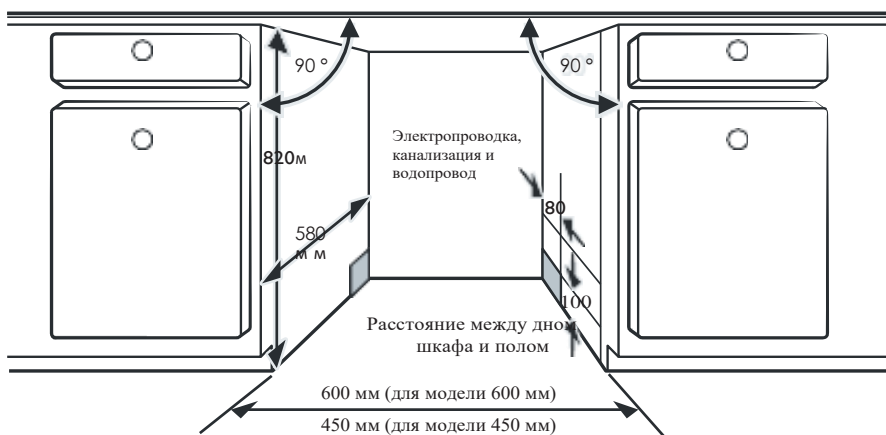 90 °
90 °
Электропроводка,
канализация и
водопровод
820м
80
580
м м
100
Расстояние между дном
шкафа и полом
600 мм (для модели 600 мм)
450 мм (для модели 450 мм)